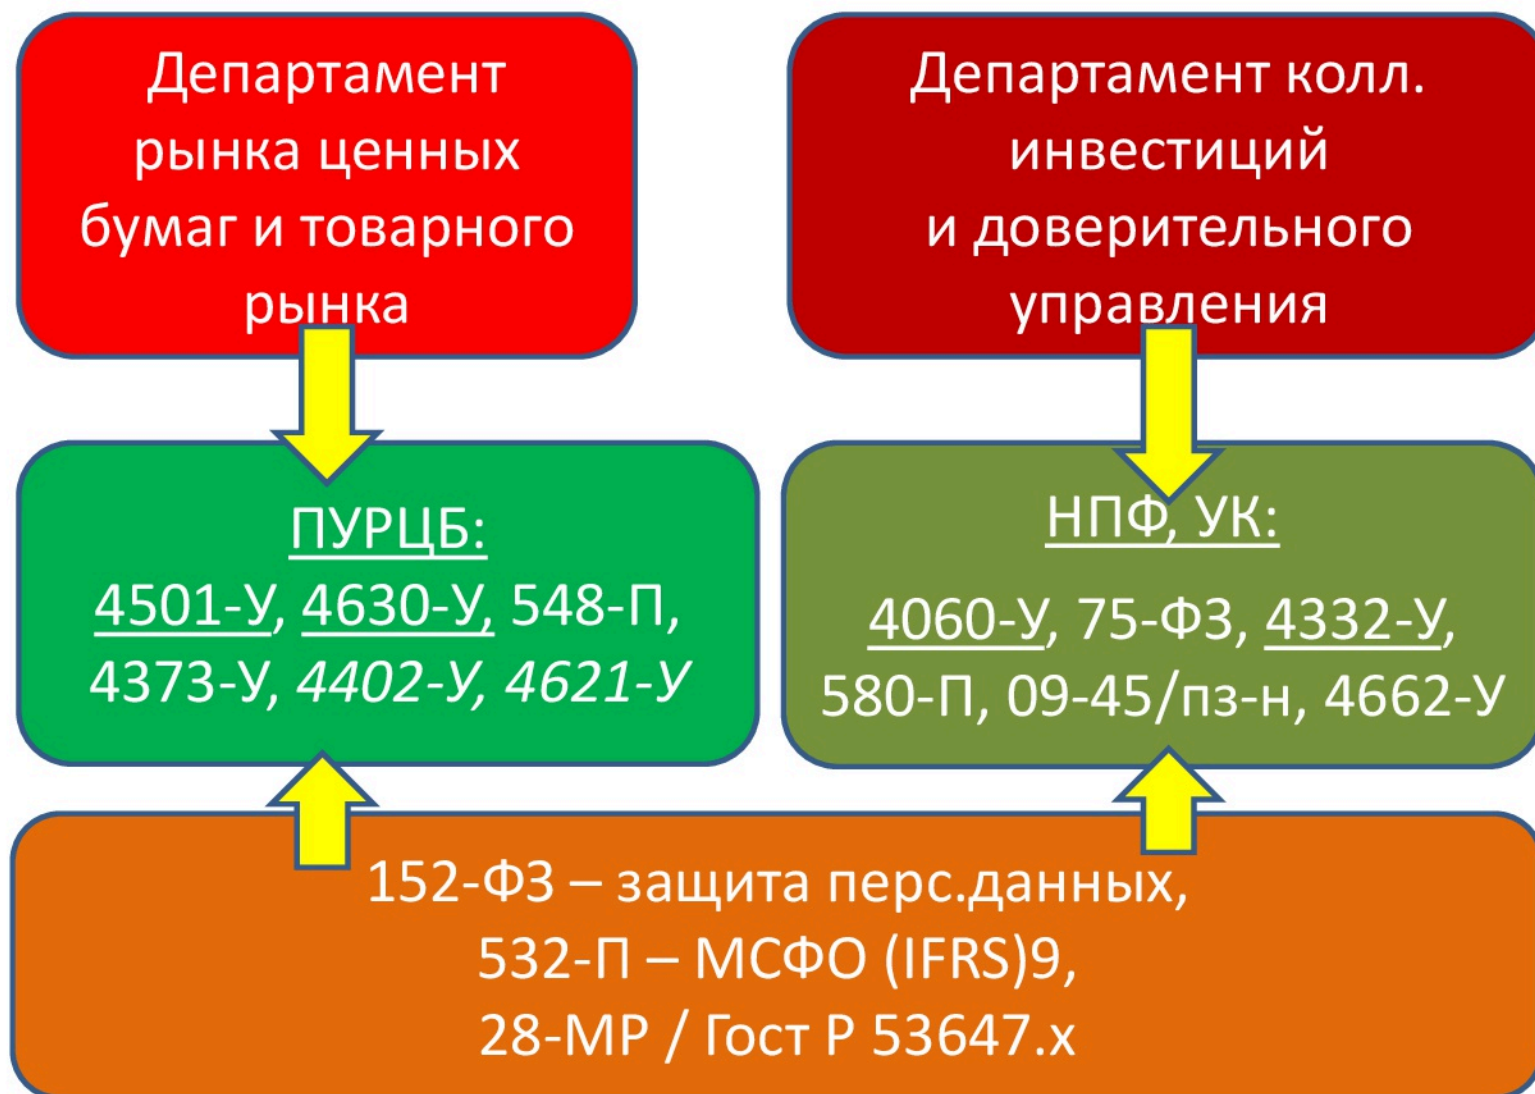 Департамент
рынка ценных
бумаг и товарного
рынка
Департамент колл.
инвестиций
и доверительного
управления
ПУРЦБ:
4501-У, 4630-У, 548-П,
4373-У, 4402-У, 4621-У
НПФ, УК:
4060-У, 75-ФЗ, 4332-У,
580-П, 09-45/пз-н, 4662-У
152-ФЗ – защита перс.данных,
532-П – МСФО (IFRS)9,
28-МР / Гост Р 53647.х